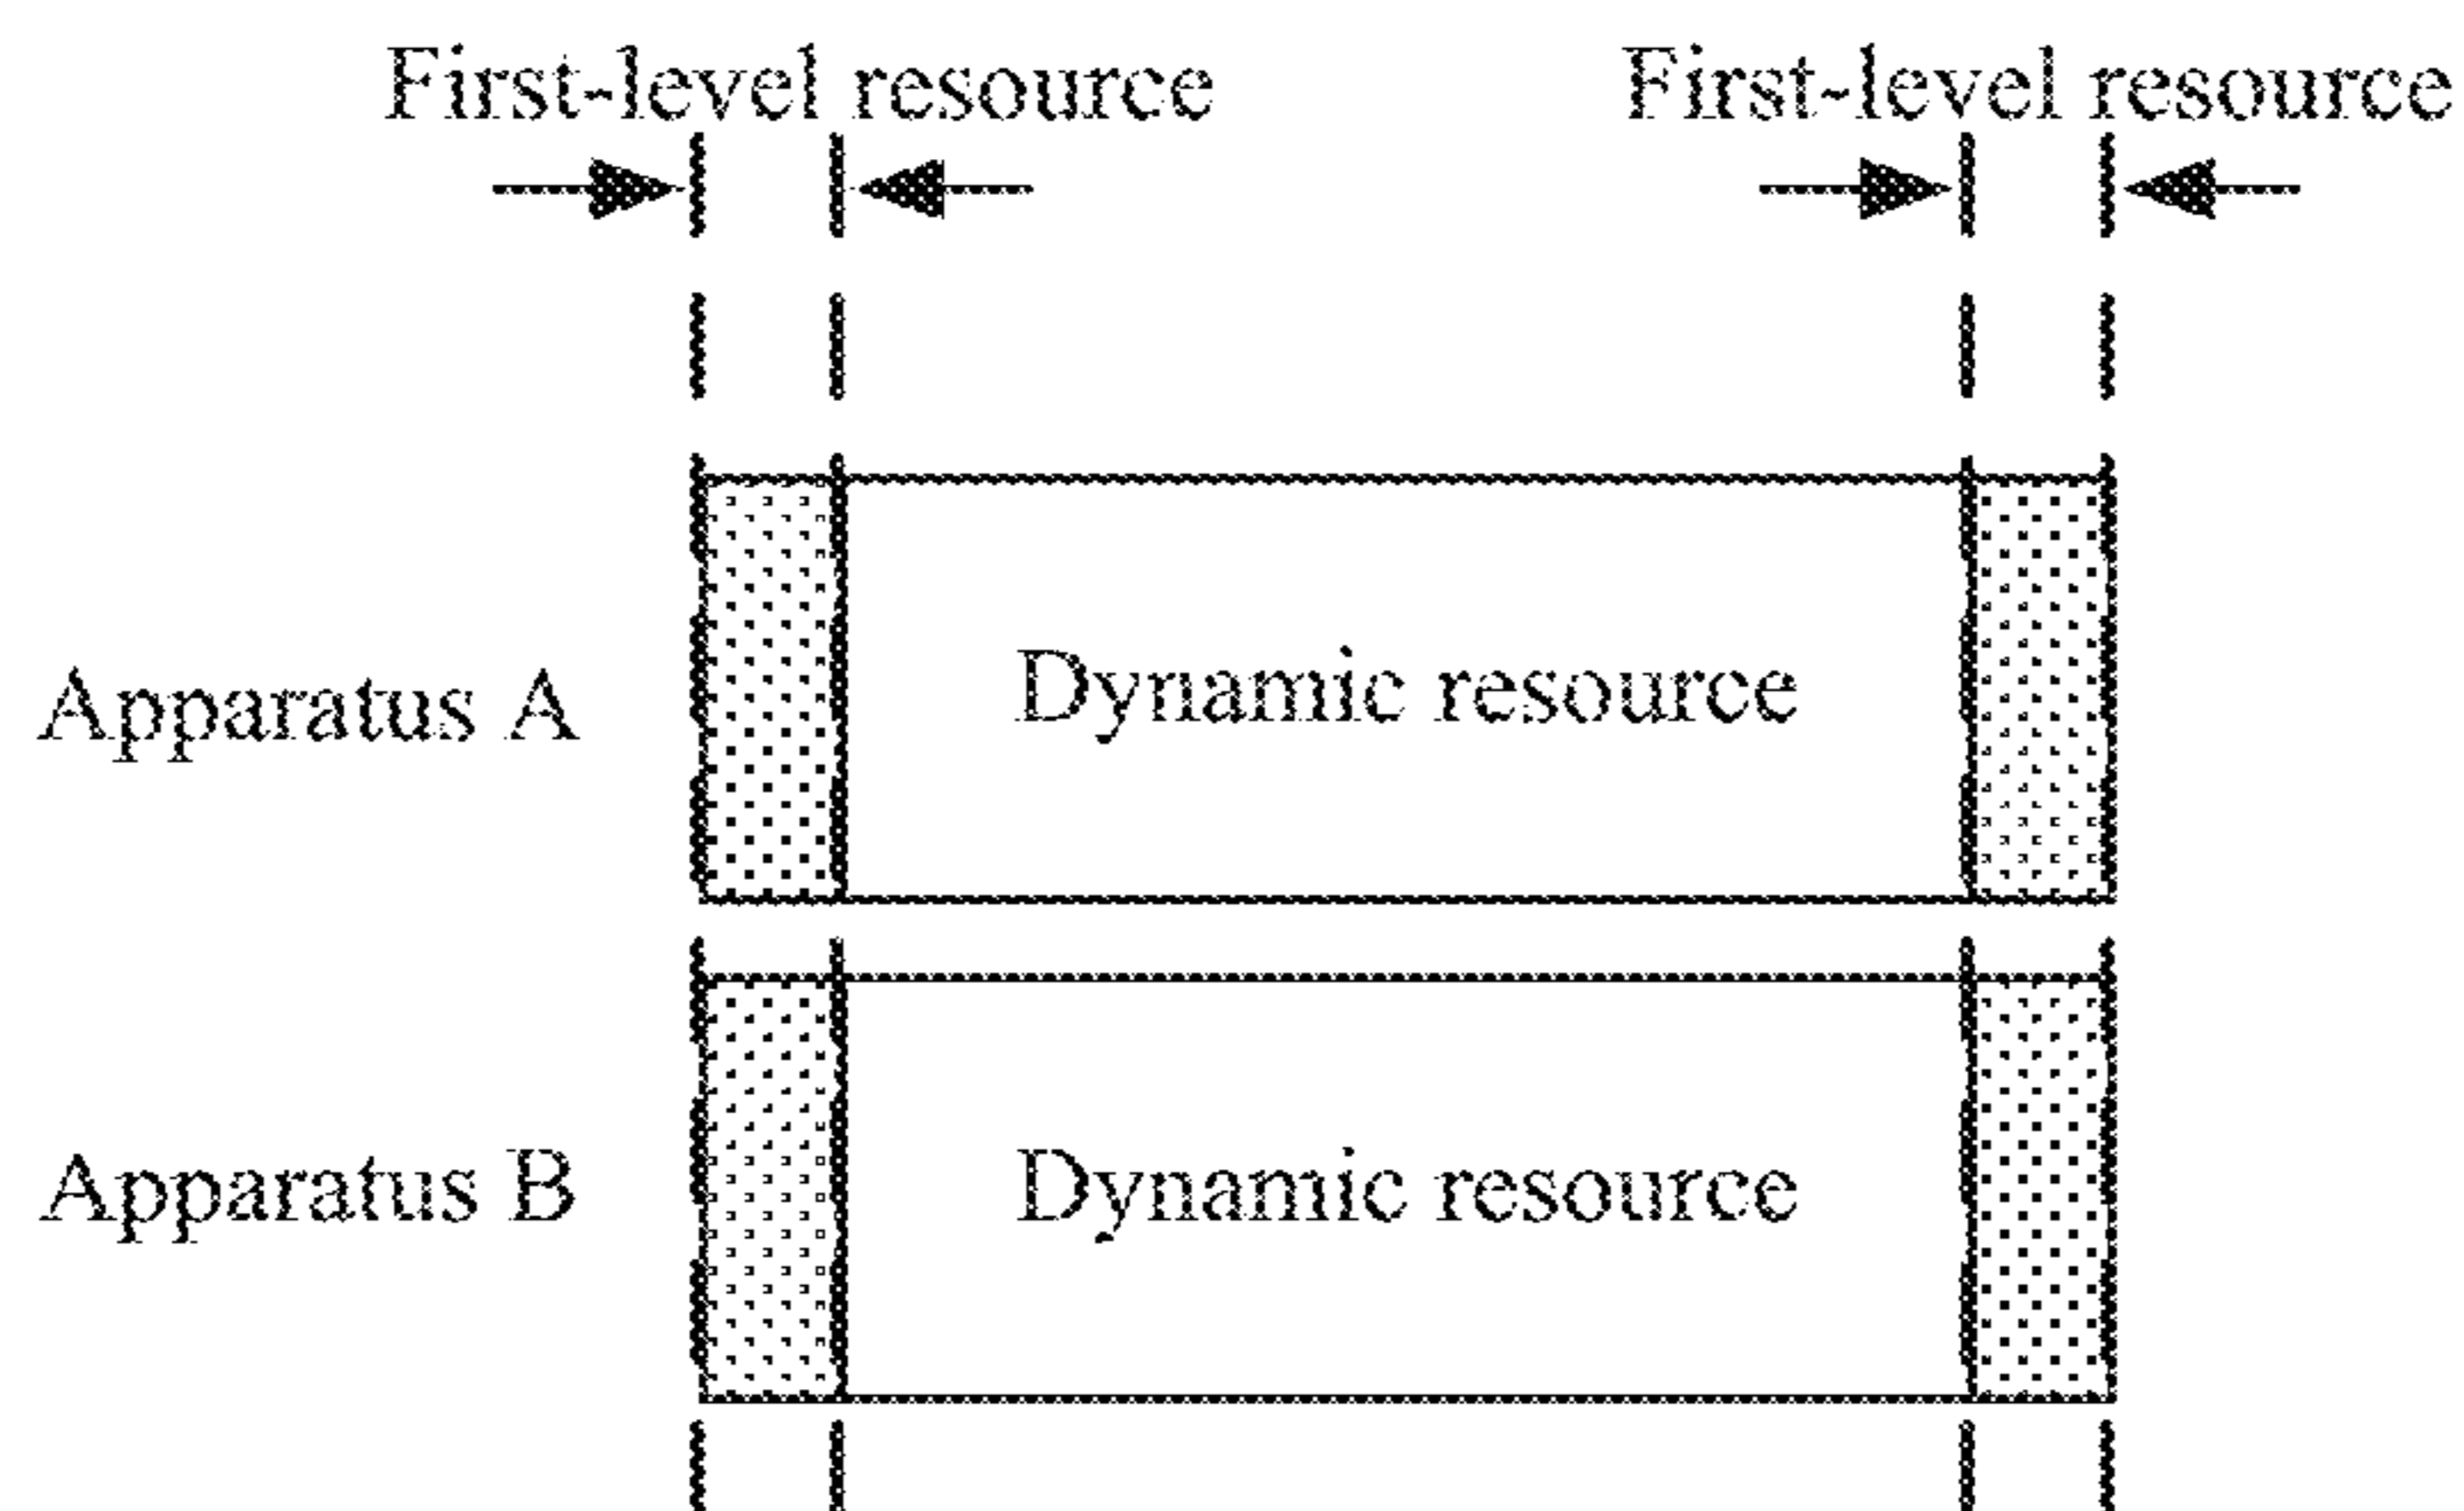 First-level resource
First-level resource
Apparatus A
Dynamic resource
Apparatus B
Dynamic resource